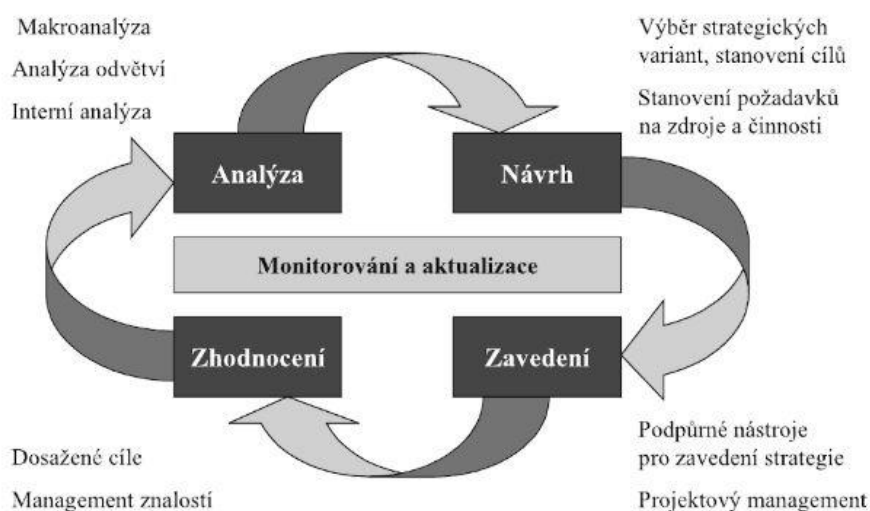 Makroanalýza
Analýza odvětví
Interní analýza
Výběr strategických
variant, stanovení cílů
Stanovení požadavků
na zdroje a činnosti
Analýza
Návrh
Monitorování a aktualizace
Zhodnocení
Zavedení
Dosažené cíle
Management znalostí
Podpůrné nástroje
pro zavedení strategie
Projektový management